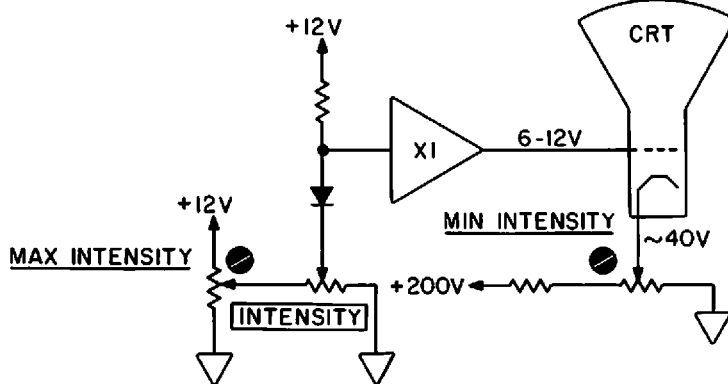 +12V
CRT
X1
6-12V
+12V
MIN INTENSITY
MAX INTENSITY
~40V
+200V
INTENSITY